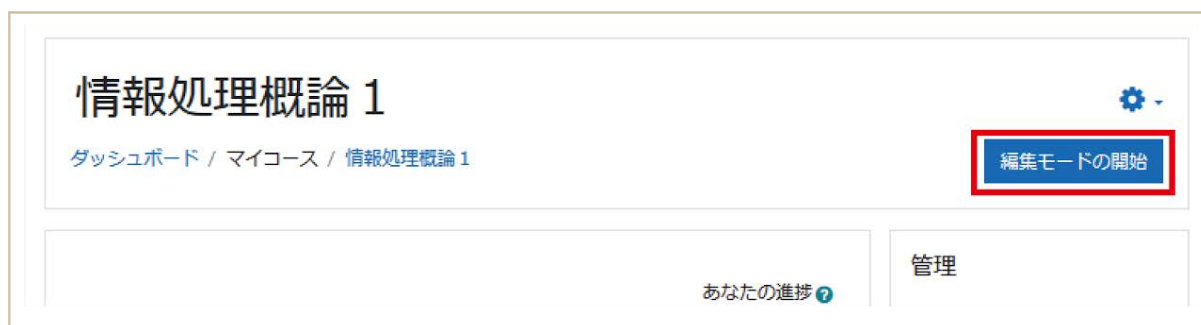 情報処理概論1
ダッシュボード / マイコース / 情報処理概論1
編集モードの開始
管理
あなたの進捗